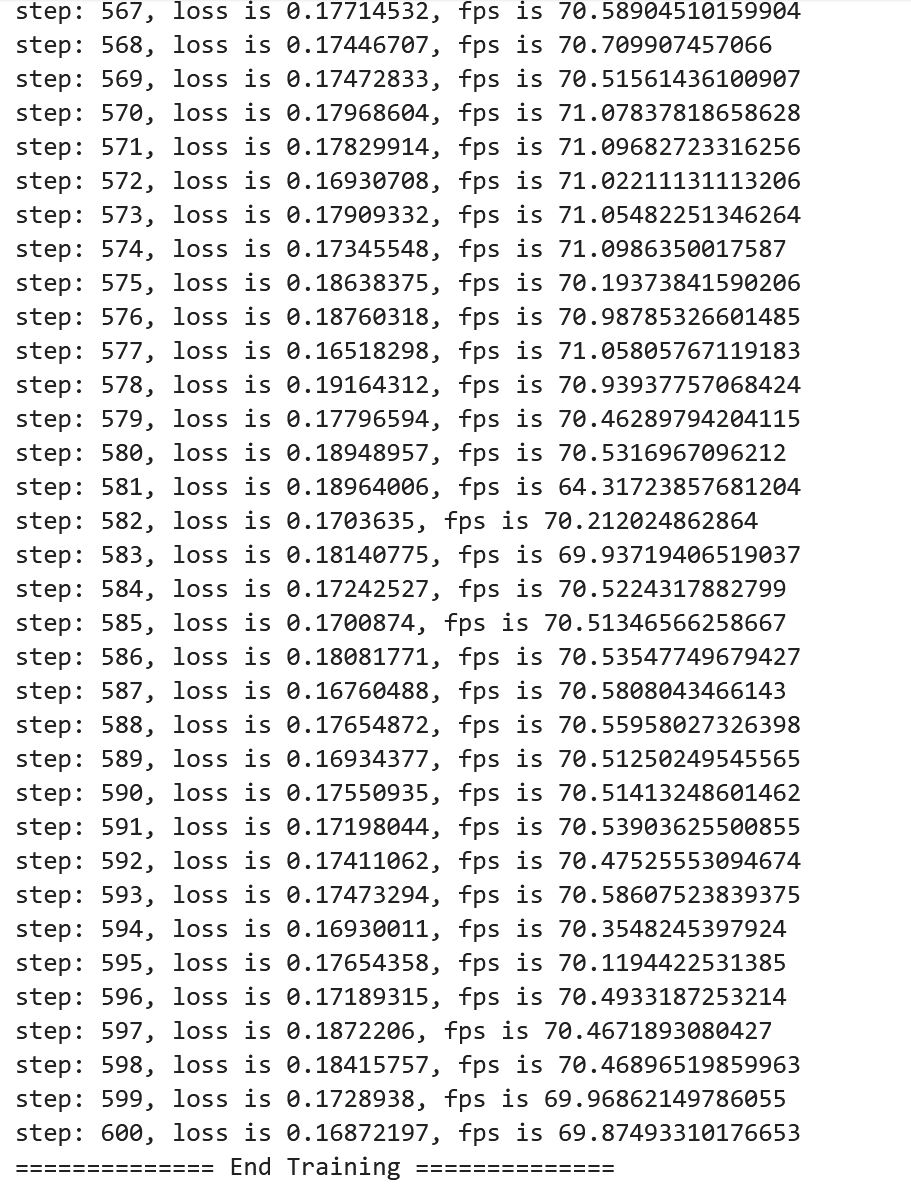 step: 567, loss is 0.17714532, fps is 70.58904510159904
step: 568, loss is 0.17446707, fps is 70.709907457066
step: 569, loss is 0.17472833, fps is 70.51561436100907
step: 570, loss is 0.17968604, fps is 71.07837818658628
step: 571, loss is 0.17829914, fps is 71.09682723316256
step: 572, loss is 0.16930708, fps is 71.02211131113206
step: 573, loss is 0.17909332, fps is 71.05482251346264
step: 574, loss is 0.17345548, fps is 71.0986350017587
step: 575, loss is 0.18638375, fps is 70.19373841590206
step: 576, loss is 0.18760318, fps is 70.98785326601485
step: 577, loss is 0.16518298, fps is 71.05805767119183
step: 578, loss is 0.19164312, fps is 70.93937757068424
step: 579, loss is 0.17796594, fps is 70.46289794204115
step: 580, loss is 0.18948957, fps is 70.5316967096212
step: 581, loss is 0.18964006, fps is 64.31723857681204
step: 582, loss is 0.1703635, fps is 70.212024862864
step: 583, loss is 0.18140775, fps is 69.93719406519037
step: 584, loss is 0.17242527, fps is 70.5224317882799
step: 585, loss is 0.1700874, fps is 70.51346566258667
step: 586, loss is 0.18081771, fps is 70.53547749679427
step: 587, loss is 0.16760488, fps is 70.5808043466143
step: 588, loss is 0.17654872, fps is 70.55958027326398
step: 589, loss is 0.16934377, fps is 70.51250249545565
step: 590, loss is 0.17550935, fps is 70.51413248601462
step: 591, loss is 0.17198044, fps is 70.53903625500855
step: 592, loss is 0.17411062, fps is 70.47525553094674
step: 593, loss is 0.17473294, fps is 70.58607523839375
step: 594, loss is 0.16930011, fps is 70.3548245397924
step: 595, loss is 0.17654358, fps is 70.1194422531385
step: 596, loss is 0.17189315, fps is 70.4933187253214
step: 597, loss is 0.1872206, fps is 70.4671893080427
step: 598, loss is 0.18415757, fps is 70.46896519859963
step: 599, loss is 0.1728938, fps is 69.96862149786055
step: 600, loss is 0.16872197, fps is 69.87493310176653
============== End Training ==============